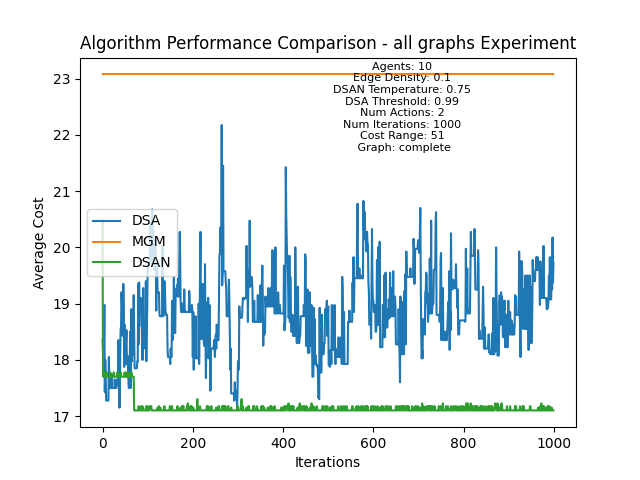 Algorithm Performance Comparison - all graphs Experiment
Agents: 10
Edge Density: 0.1
DSAN Temperature: 0.75
DSA Threshold: 0.99
Num Actions: 2
Num Iterations: 1000
Cost Range: 51
Graph: complete
23
22
21
20
19
18
17
Average Cost
DSA
MGM
DSAN
0
200
400
600
800
1000
Iterations